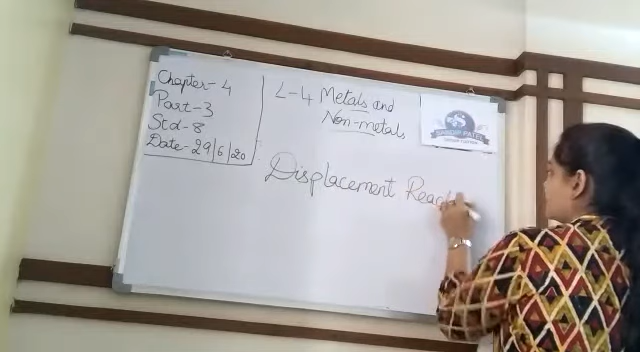 Chapter-4
Part-3
Std-8
Date-29/6/20
L-4 Metals and
Non-metals
Displacement Reac